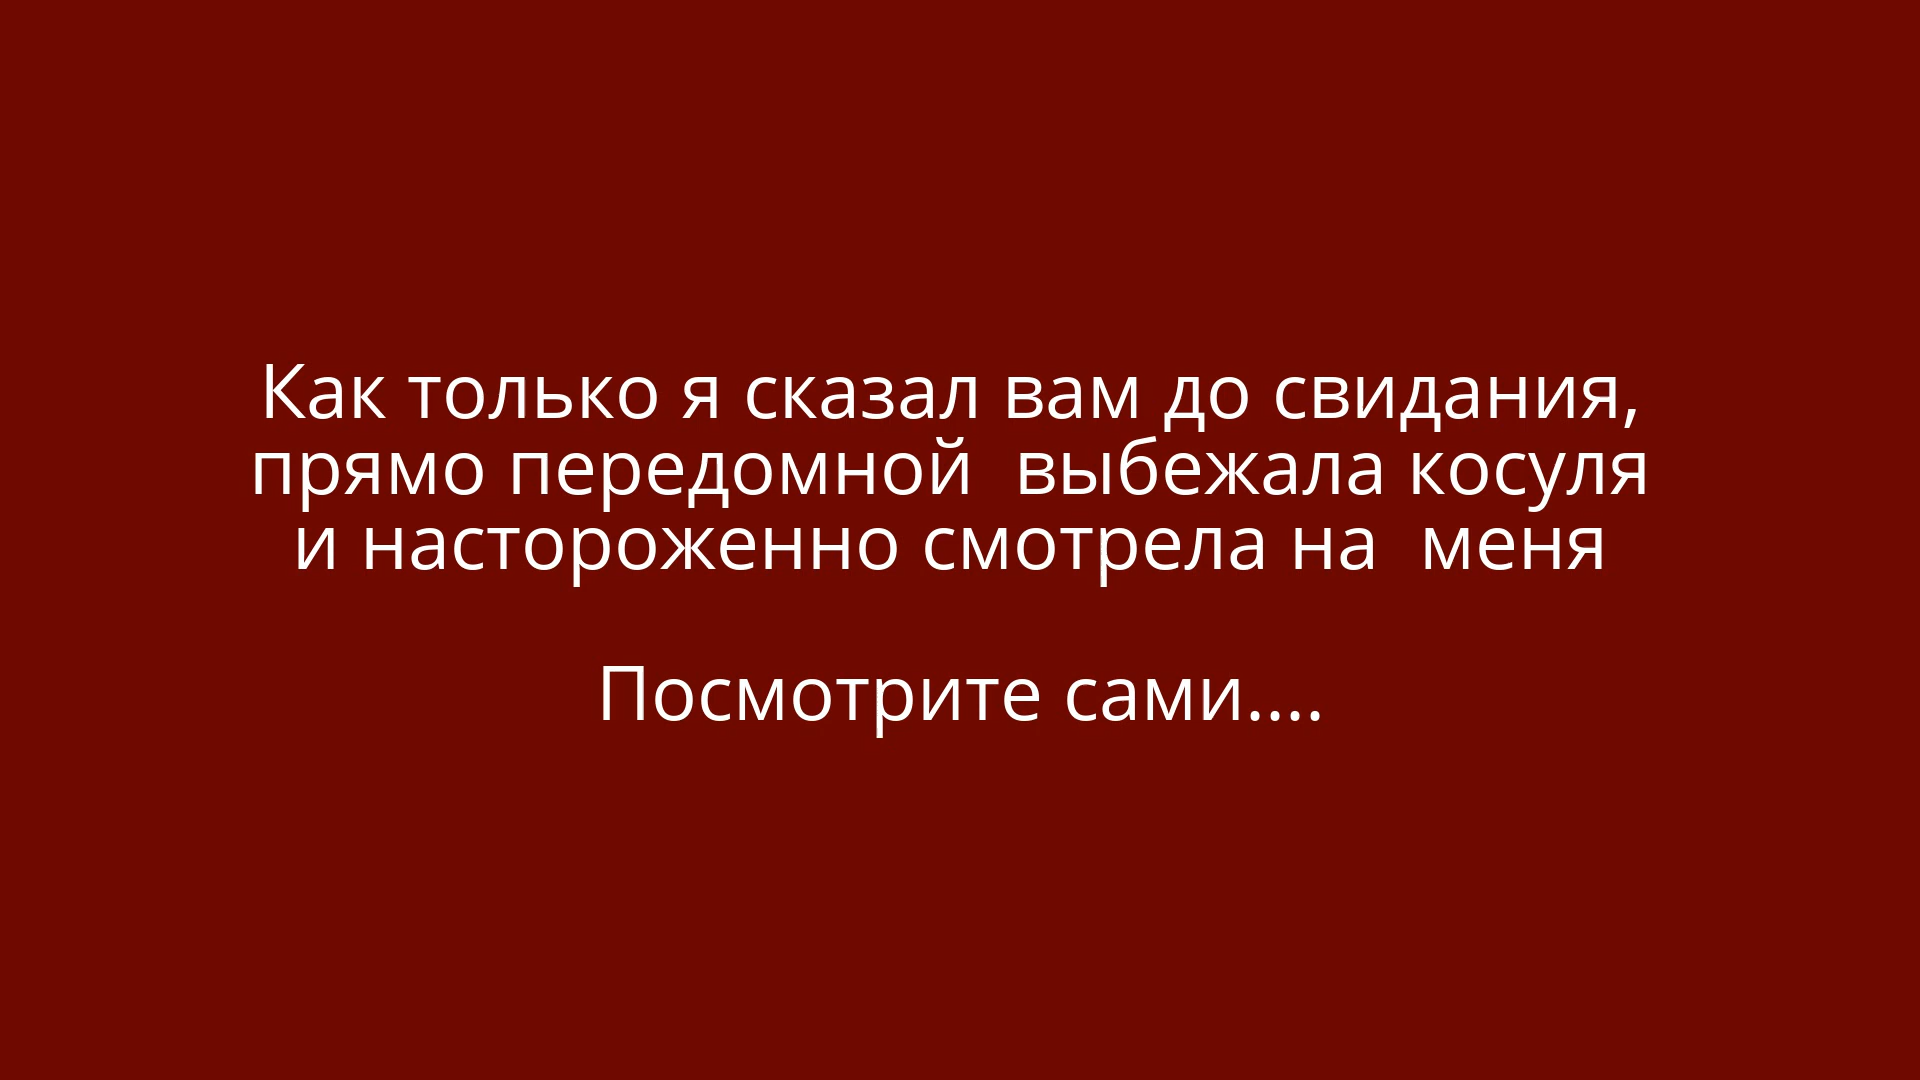 Как только я сказал вам до свидания,
прямо передомной  выбежала косуля
и настороженно смотрела на  меня
Посмотрите сами....